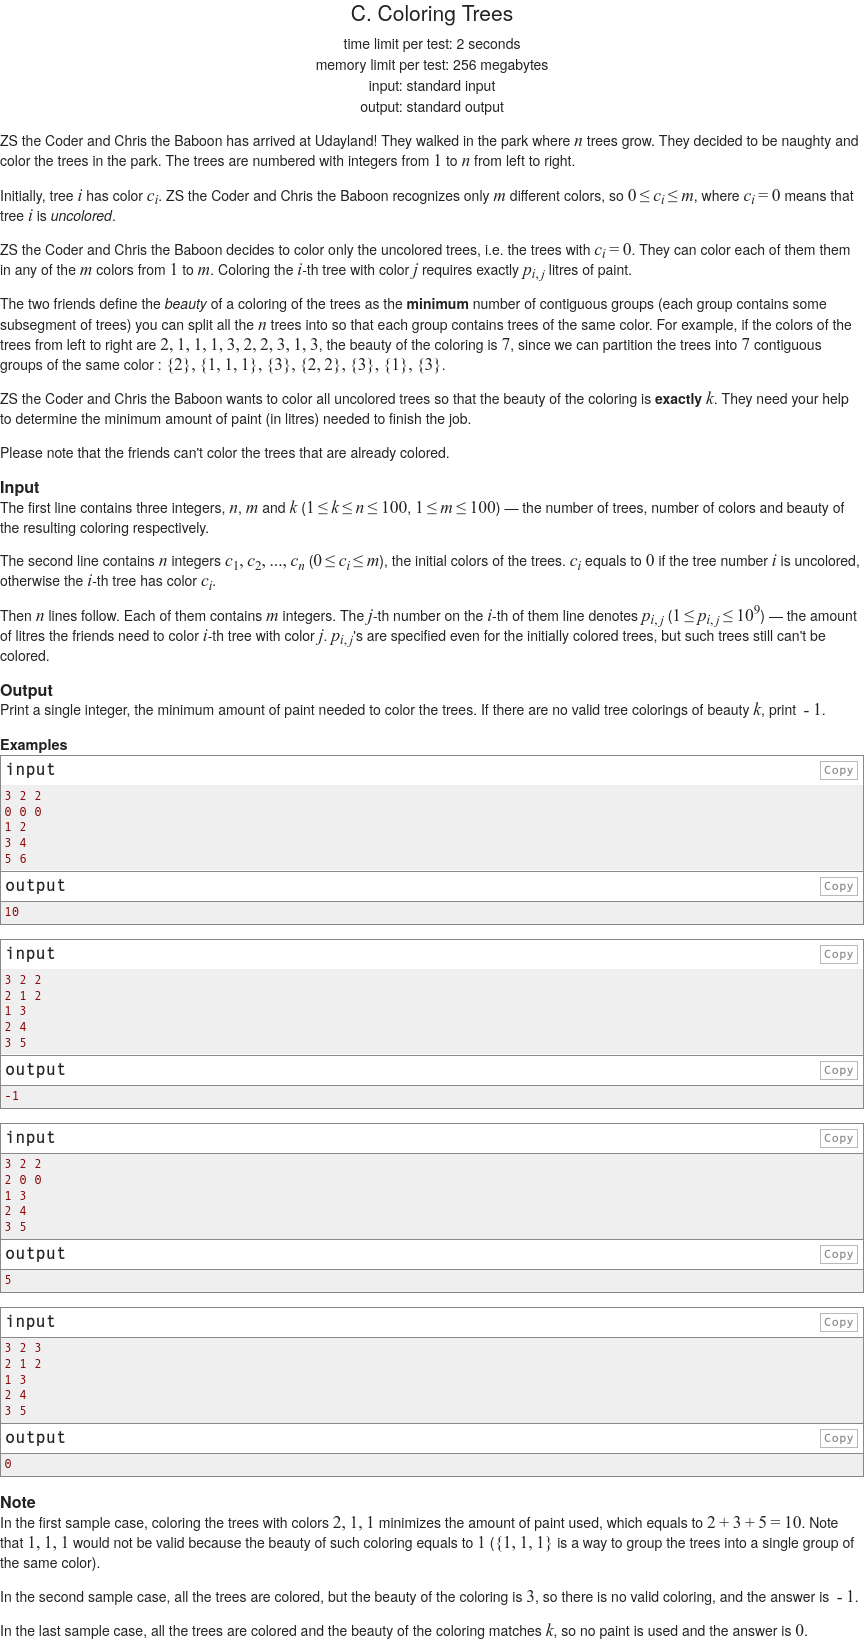 C. Coloring Trees
time limit per test: 2 seconds
memory limit per test: 256 megabytes
input: standard input
output: standard output
ZS the Coder and Chris the Baboon has arrived at Udayland! They walked in the park where n trees grow. They decided to be naughty and
color the trees in the park. The trees are numbered with integers from 1 to n from left to right.
Initially, tree i has color c_i. ZS the Coder and Chris the Baboon recognizes only m different colors, so 0 ≤ c_i ≤ m, where c_i = 0 means that
tree i is uncolored.
ZS the Coder and Chris the Baboon decides to color only the uncolored trees, i.e. the trees with c_i = 0. They can color each of them them
in any of the m colors from 1 to m. Coloring the i-th tree with color j requires exactly p_{i, j} litres of paint.
The two friends define the beauty of a coloring of the trees as the minimum number of contiguous groups (each group contains some
subsegment of trees) you can split all the n trees into so that each group contains trees of the same color. For example, if the colors of the
trees from left to right are 2, 1, 1, 1, 3, 2, 2, 3, 1, 3, the beauty of the coloring is 7, since we can partition the trees into 7 contiguous
groups of the same color : {2}, {1, 1, 1}, {3}, {2, 2}, {3}, {1}, {3}.
ZS the Coder and Chris the Baboon wants to color all uncolored trees so that the beauty of the coloring is exactly k. They need your help
to determine the minimum amount of paint (in litres) needed to finish the job.
Please note that the friends can't color the trees that are already colored.
Input
The first line contains three integers, n, m and k (1 ≤ k ≤ n ≤ 100, 1 ≤ m ≤ 100) — the number of trees, number of colors and beauty of
the resulting coloring respectively.
The second line contains n integers c_1, c_2, ..., c_n (0 ≤ c_i ≤ m), the initial colors of the trees. c_i equals to 0 if the tree number i is uncolored,
otherwise the i-th tree has color c_i.
Then n lines follow. Each of them contains m integers. The j-th number on the i-th of them line denotes p_{i, j} (1 ≤ p_{i, j} ≤ 10^9) — the amount
of litres the friends need to color i-th tree with color j. p_{i, j}'s are specified even for the initially colored trees, but such trees still can't be
colored.
Output
Print a single integer, the minimum amount of paint needed to color the trees. If there are no valid tree colorings of beauty k, print  - 1.
Examples
input
Copy
3 2 2
0 0 0
1 2
3 4
5 6
output
Copy
10
input
Copy
3 2 2
2 1 2
1 3
2 4
3 5
output
Copy
-1
input
Copy
3 2 2
2 0 0
1 3
2 4
3 5
output
Copy
5
input
Copy
3 2 3
2 1 2
1 3
2 4
3 5
output
Copy
0
Note
In the first sample case, coloring the trees with colors 2, 1, 1 minimizes the amount of paint used, which equals to 2 + 3 + 5 = 10. Note
that 1, 1, 1 would not be valid because the beauty of such coloring equals to 1 ({1, 1, 1} is a way to group the trees into a single group of
the same color).
In the second sample case, all the trees are colored, but the beauty of the coloring is 3, so there is no valid coloring, and the answer is  - 1.
In the last sample case, all the trees are colored and the beauty of the coloring matches k, so no paint is used and the answer is 0.